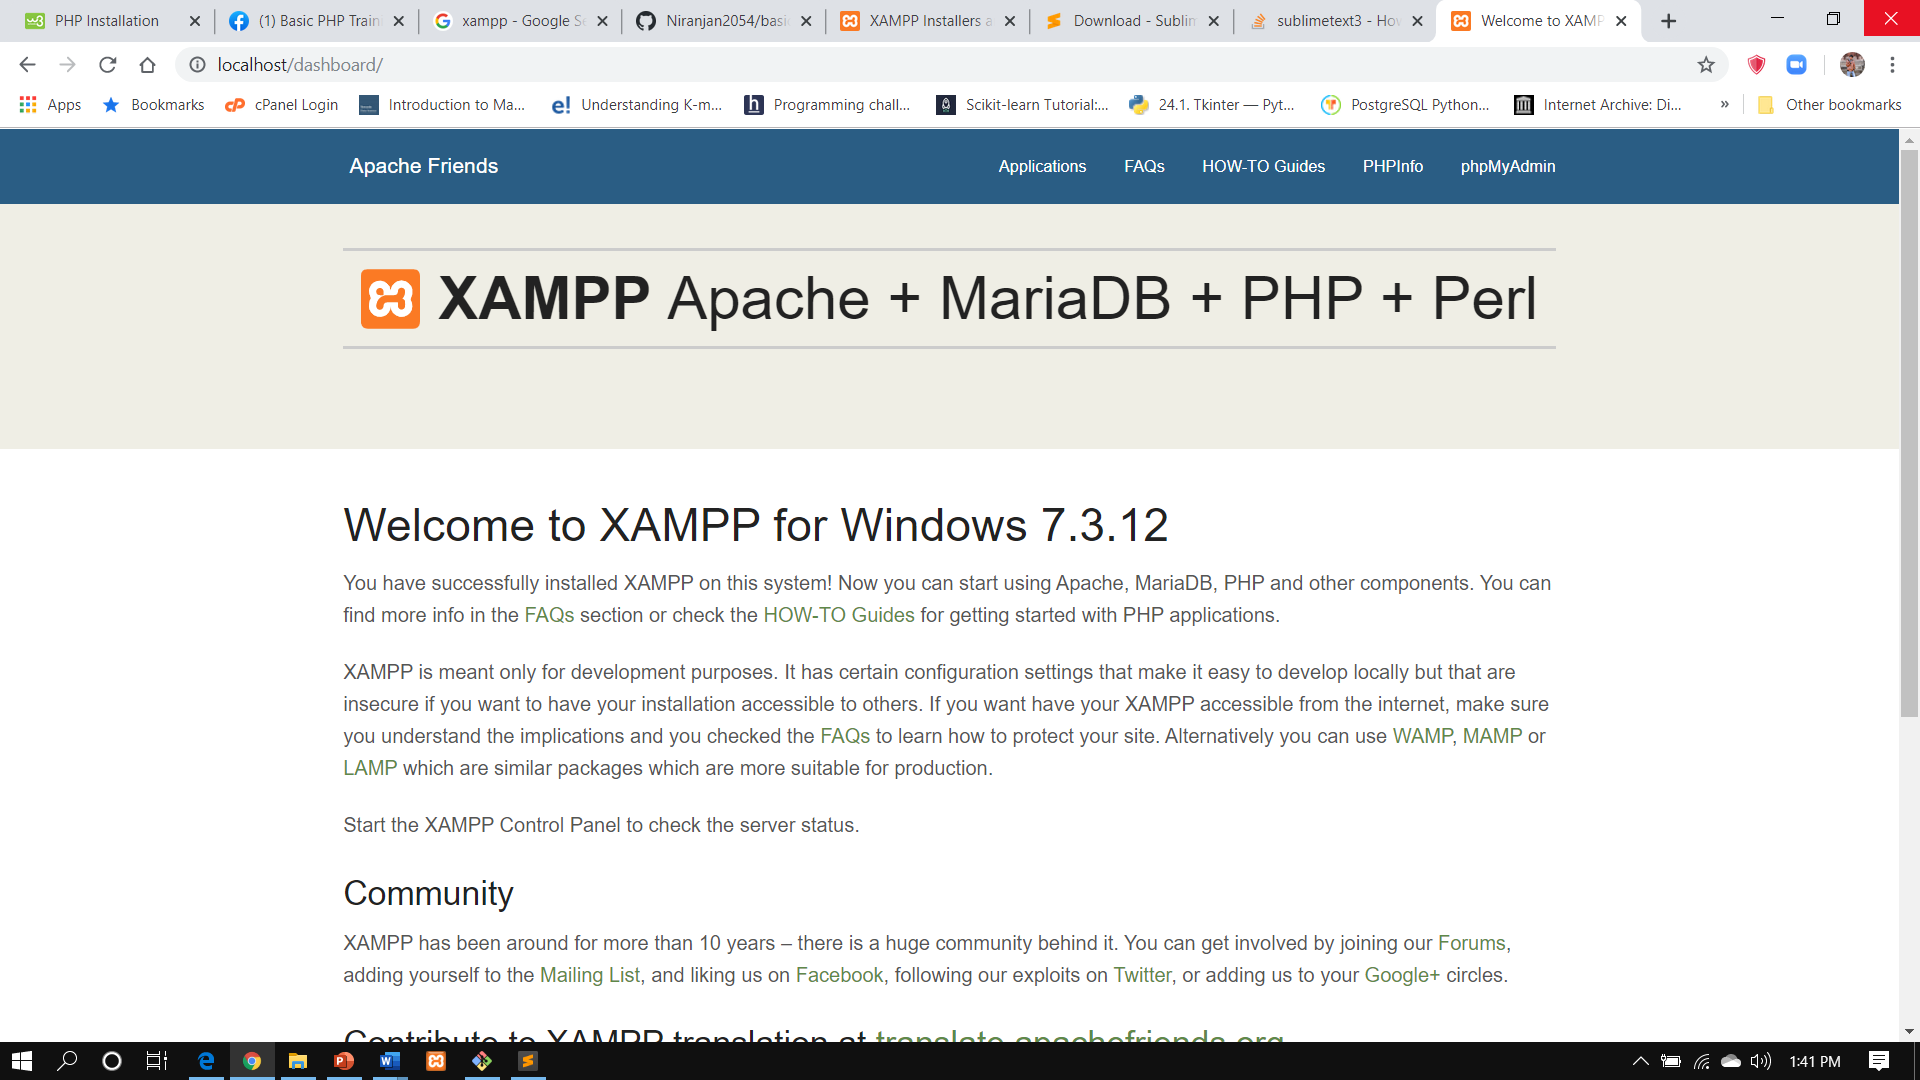 PHP Installation
(1) Basic PHP Train
xampp - Google Se
Niranjan2054/basi
XAMPP Installers a
Download - Sublim
sublimetext3 - How
Welcome to XAMP
localhost/dashboard/
Apps
Bookmarks
cPanel Login
Introduction to Ma...
Understanding K-m...
Programming chall...
Scikit-learn Tutorial:...
24.1. Tkinter — Pyt...
PostgreSQL Python...
Internet Archive: Di...
»
Other bookmarks
Apache Friends
Applications
FAQs
HOW-TO Guides
PHPInfo
phpMyAdmin
XAMPP Apache + MariaDB + PHP + Perl
Welcome to XAMPP for Windows 7.3.12
You have successfully installed XAMPP on this system! Now you can start using Apache, MariaDB, PHP and other components. You can
find more info in the FAQs section or check the HOW-TO Guides for getting started with PHP applications.
XAMPP is meant only for development purposes. It has certain configuration settings that make it easy to develop locally but that are
insecure if you want to have your installation accessible to others. If you want have your XAMPP accessible from the internet, make sure
you understand the implications and you checked the FAQs to learn how to protect your site. Alternatively you can use WAMP, MAMP or
LAMP which are similar packages which are more suitable for production.
Start the XAMPP Control Panel to check the server status.
Community
XAMPP has been around for more than 10 years – there is a huge community behind it. You can get involved by joining our Forums,
adding yourself to the Mailing List, and liking us on Facebook, following our exploits on Twitter, or adding us to your Google+ circles.
Contribute to XAMPP translation at translate.apachefriends.org
1:41 PM